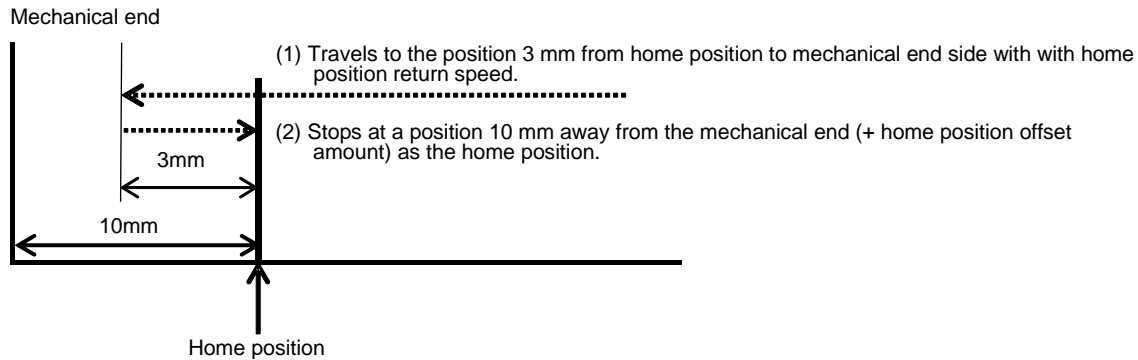 Mechanical end
(1) Travels to the position 3 mm from home position to mechanical end side with with home
position return speed.
(2) Stops at a position 10 mm away from the mechanical end (+ home position offset
amount) as the home position.
3mm
10mm
Home position